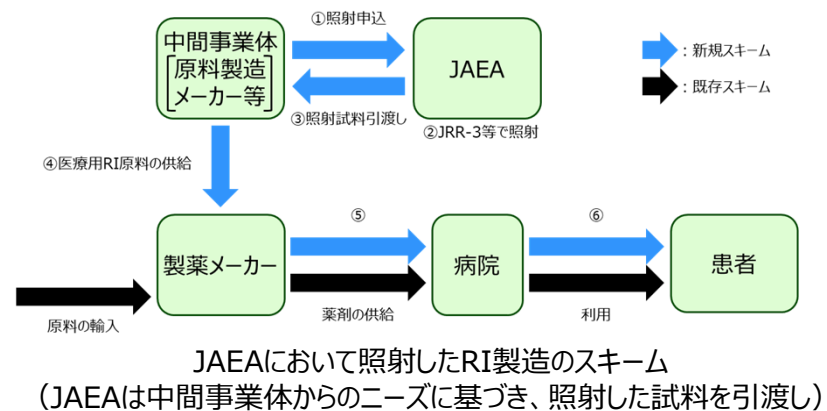 ①照射申込
中間事業体
[原料製造
メーカー等]
JAEA
：新規スキーム
：既存スキーム
③照射試料引渡し
②JRR-3等で照射
④医療用RI原料の供給
⑤
⑥
製薬メーカー
病院
患者
原料の輸入
薬剤の供給
利用
JAEAにおいて照射したRI製造のスキーム
（JAEAは中間事業体からのニーズに基づき、照射した試料を引渡し）